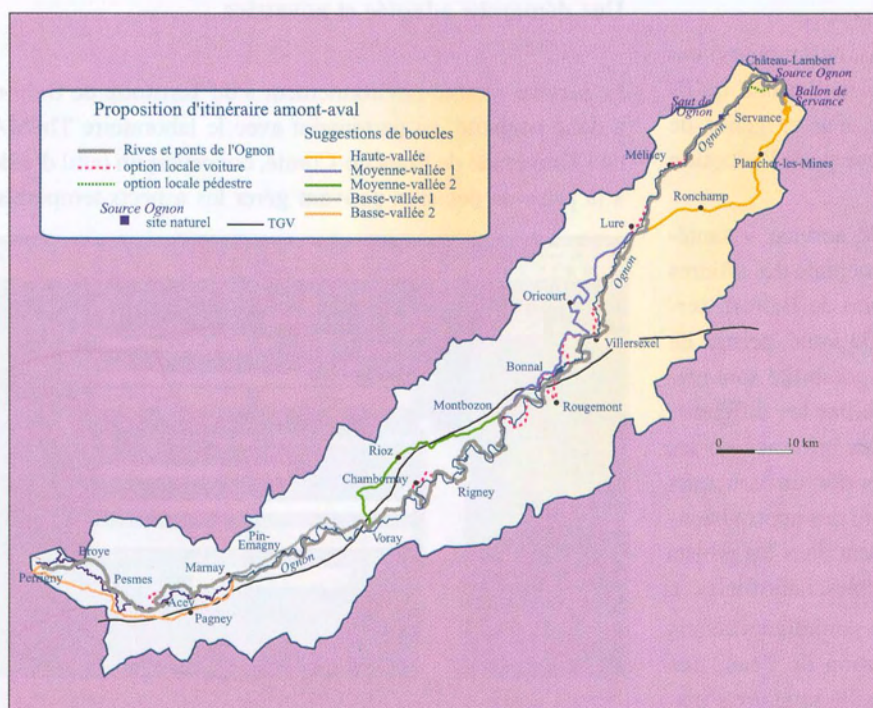 Proposition d'itinéraire amont-aval
Rives et ponts de l'Ognon
option locale voiture
option locale pédestre
Source Ognon
site naturel
TGV
Suggestions de boucles
Haute-vallée
Moyenne-vallée 1
Moyenne-vallée 2
Basse-vallée 1
Basse-vallée 2
Château-Lambert
Source Ognon
Ballon de
Servance
Saut de
l'Ognon
Ognon
Servance
Plancher-les-Mines
Mélisey
Ronchamp
Lure
Ognon
Oricourt
Villersexel
Bonnal
Rougemont
Montbozon
0 10 km
Rioz
Chambornay
Rigney
Voray
Pin-
Emagny
Ognon
Marnay
Broye
Perrigny
Pesmes
Acey
Pagney